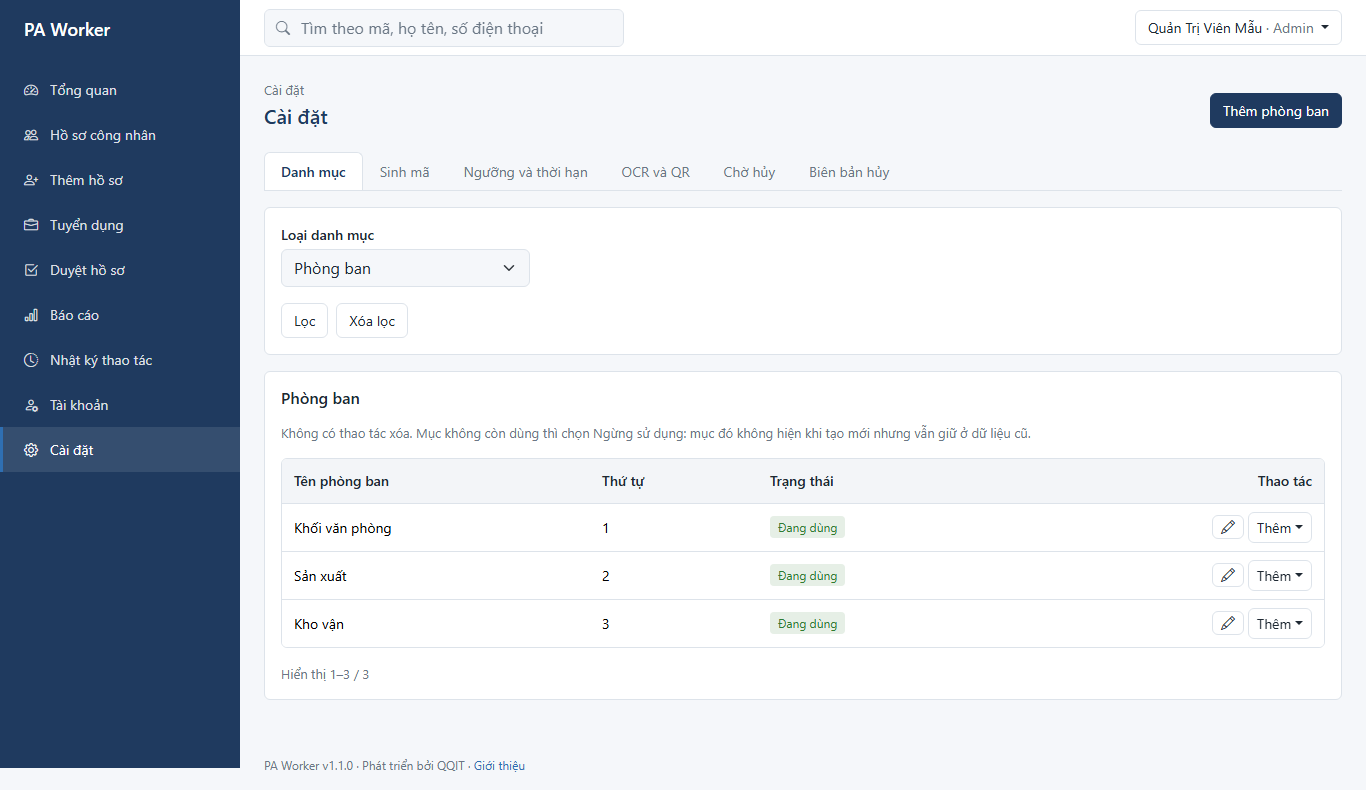 PA Worker
Tìm theo mã, họ tên, số điện thoại
Quản Trị Viên Mẫu · Admin
Tổng quan
Hồ sơ công nhân
Thêm hồ sơ
Tuyển dụng
Duyệt hồ sơ
Báo cáo
Nhật ký thao tác
Tài khoản
Cài đặt
Cài đặt
Cài đặt
Thêm phòng ban
Danh mục Sinh mã Ngưỡng và thời hạn OCR và QR Chờ hủy Biên bản hủy
Loại danh mục
Phòng ban
Lọc Xóa lọc
Phòng ban
Không có thao tác xóa. Mục không còn dùng thì chọn Ngừng sử dụng: mục đó không hiện khi tạo mới nhưng vẫn giữ ở dữ liệu cũ.
Tên phòng ban Thứ tự Trạng thái Thao tác
Khối văn phòng 1 Đang dùng Thêm
Sản xuất 2 Đang dùng Thêm
Kho vận 3 Đang dùng Thêm
Hiển thị 1–3 / 3
PA Worker v1.1.0 · Phát triển bởi QQIT · Giới thiệu